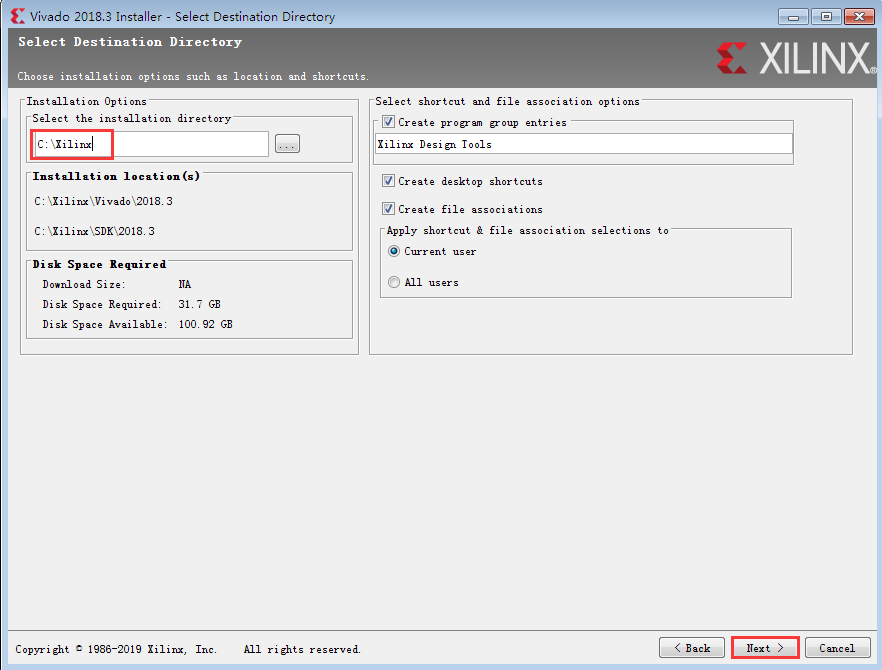 Vivado 2018.3 Installer - Select Destination Directory
Select Destination Directory
Choose installation options such as location and shortcuts.
XILINX®
Installation Options
Select the installation directory
C:\Xilinx
...
Installation location(s)
C:\Xilinx\Vivado\2018.3
C:\Xilinx\SDK\2018.3
Disk Space Required
Download Size: NA
Disk Space Required: 31.7 GB
Disk Space Available: 100.92 GB
Select shortcut and file association options
Create program group entries
Xilinx Design Tools
Create desktop shortcuts
Create file associations
Apply shortcut & file association selections to
Current user
All users
Copyright © 1986-2019 Xilinx, Inc. All rights reserved.
< Back
Next >
Cancel